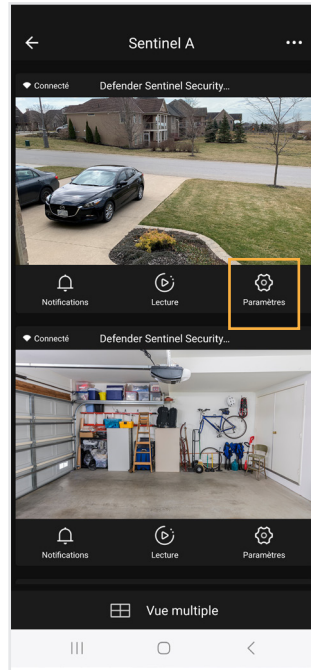 Sentinel A
Connecté Defender Sentinel Security...
Notifications Lecture Paramètres
Connecté Defender Sentinel Security...
Notifications Lecture Paramètres
Vue multiple